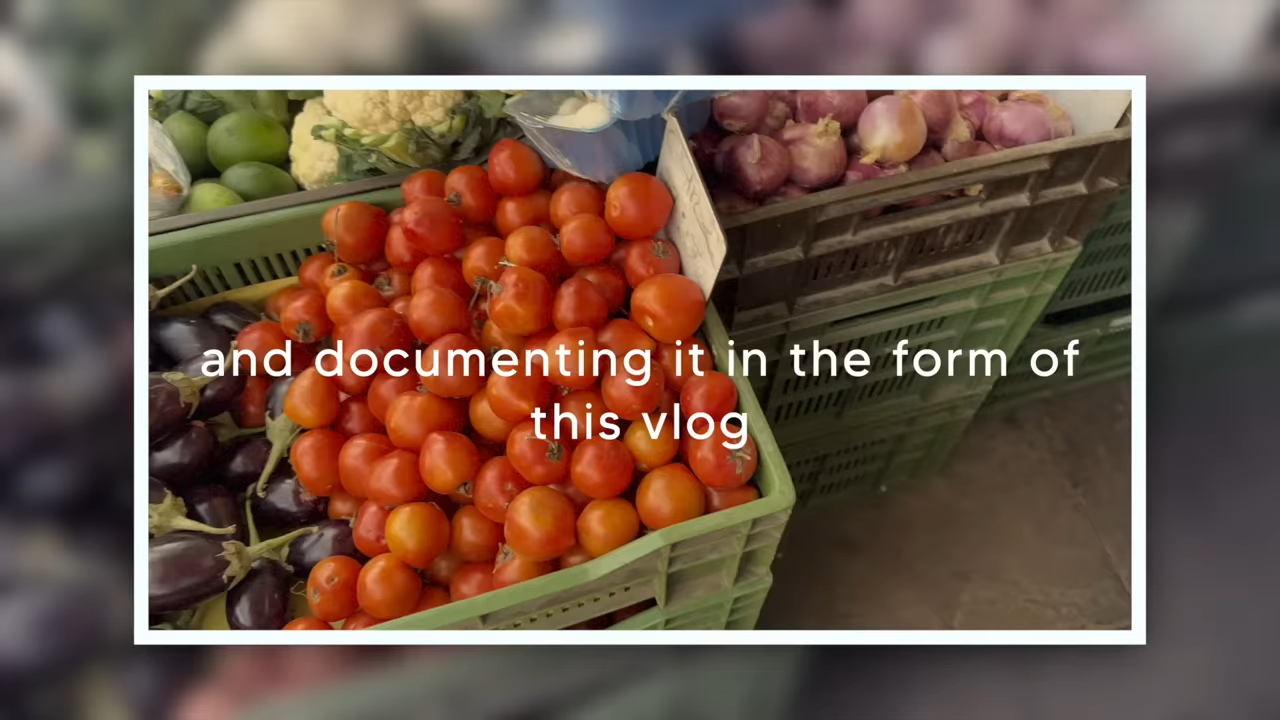 and documenting it in the form of
this vlog